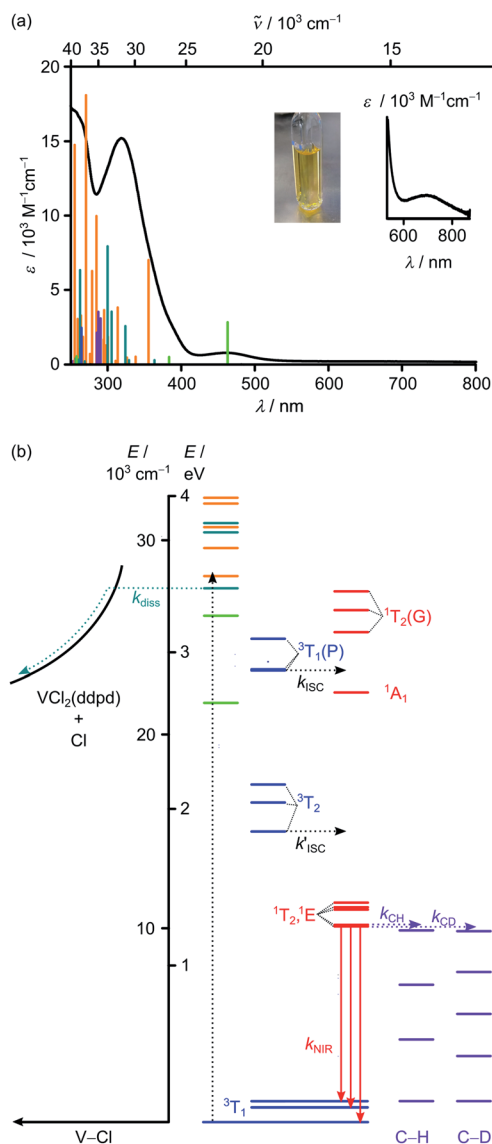 (a)
ν̃ / 10³ cm⁻¹
40 35 30 25 20 15
20
15
10
5
0
ε / 10³ M⁻¹cm⁻¹
ε / 10³ M⁻¹cm⁻¹
600 800
λ / nm
300 400 500 600 700 800
λ / nm
(b)
E /
10³ cm⁻¹
E /
eV
4
30
k_diss
¹T₂(G)
³T₁(P)
3
k_ISC
¹A₁
VCl₂(ddpd)
+
Cl
20
³T₂
2
k'_ISC
¹T₂,¹E
k_CH
k_CD
10
1
k_NIR
³T₁
V–Cl
C–H
C–D